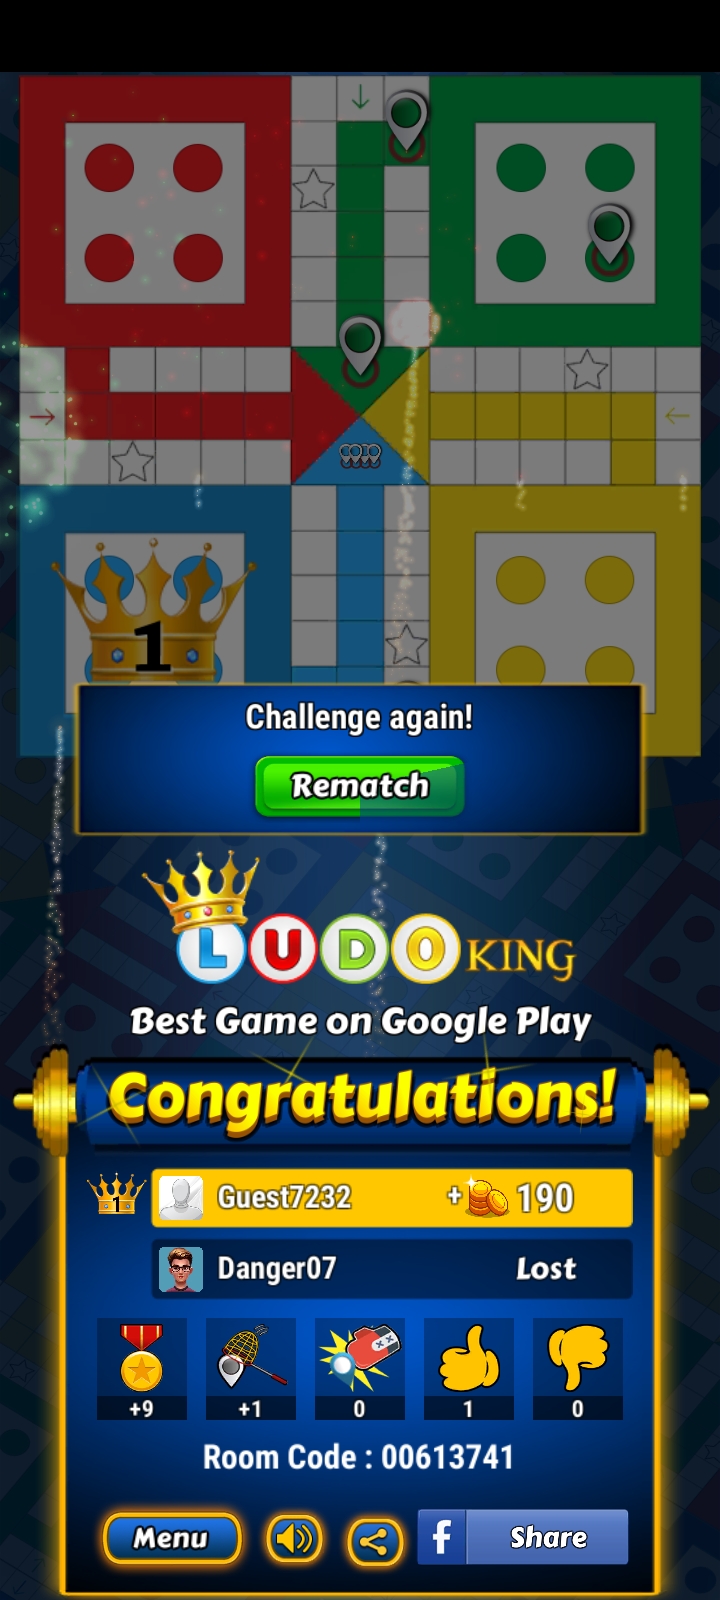 1
Challenge again!
Rematch
LUDO KING
Best Game on Google Play
Congratulations!
1 Guest7232 + 190
Danger07 Lost
+9 +1 0 1 0
Room Code : 00613741
Menu f Share